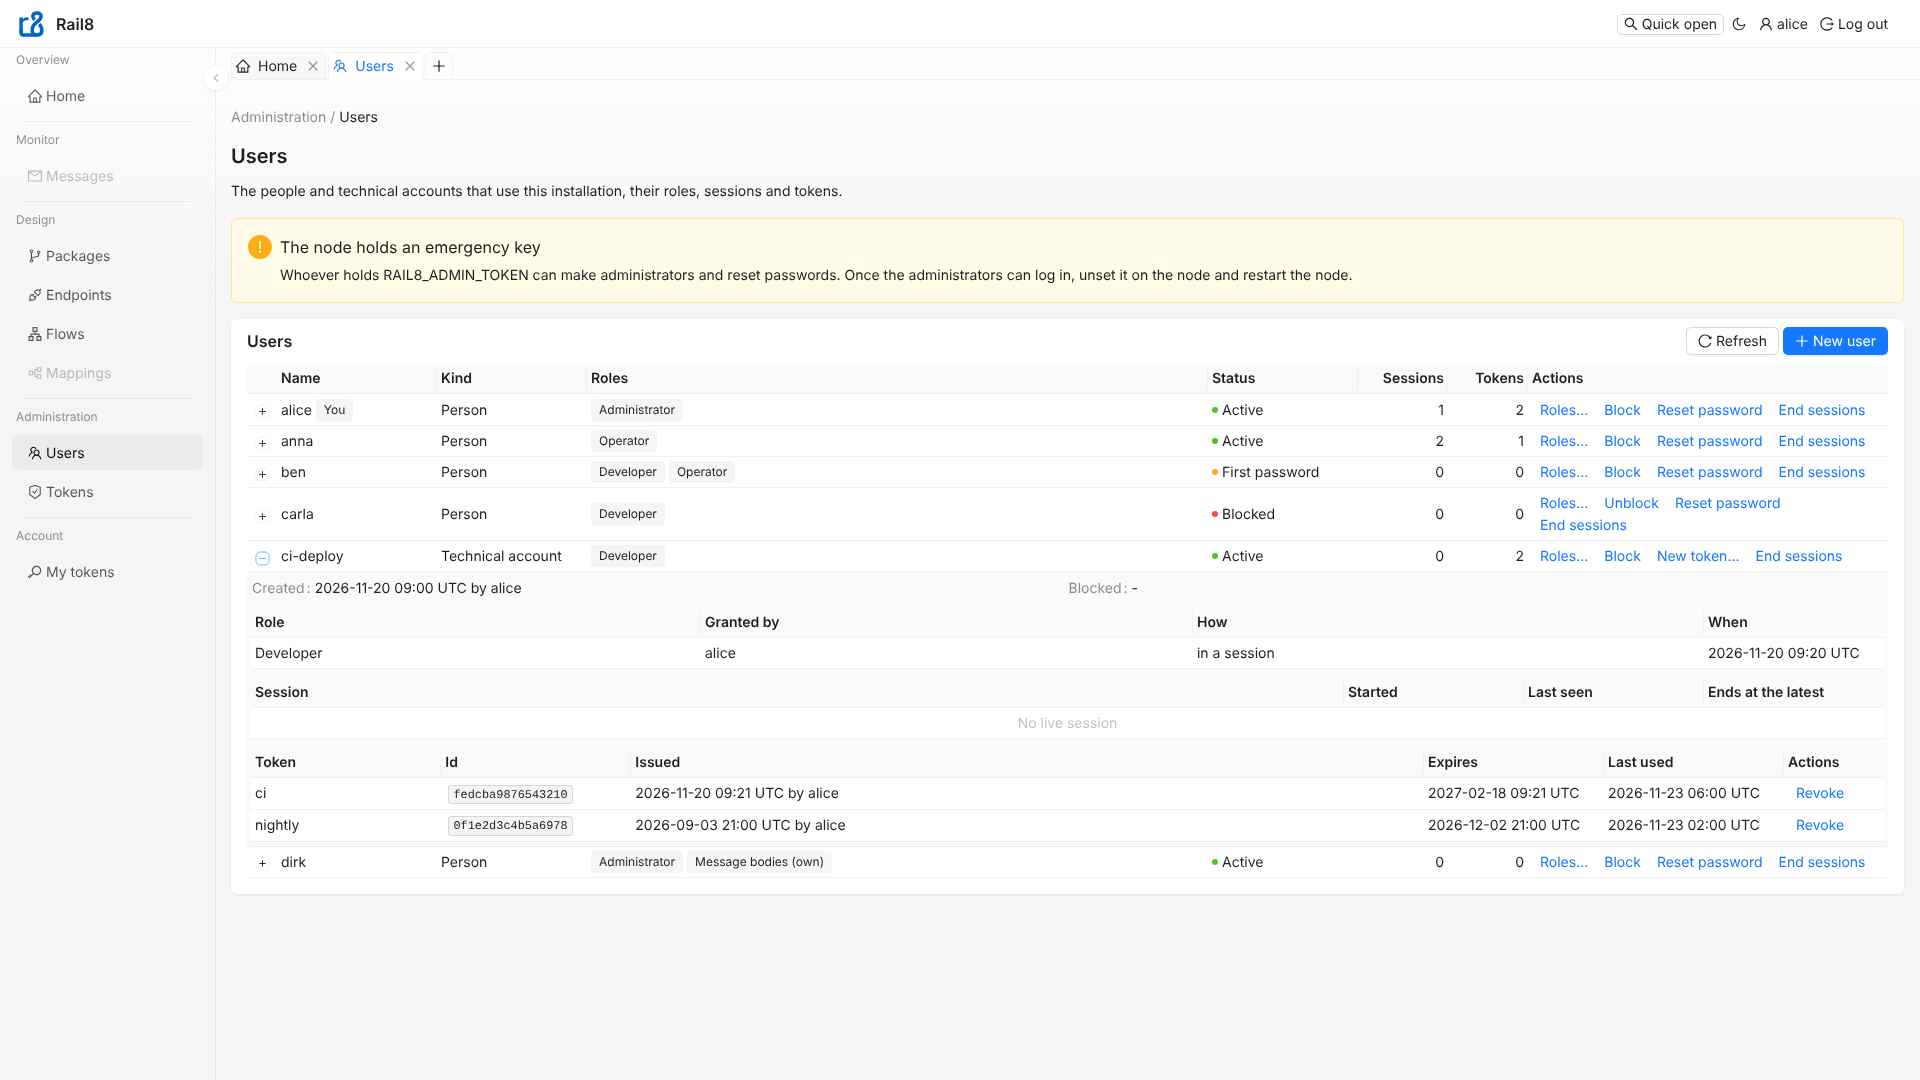 r8 Rail8
Quick open alice Log out
Overview
Home
Monitor
Messages
Design
Packages
Endpoints
Flows
Mappings
Administration
Users
Tokens
Account
My tokens
Home Users
Administration / Users
Users
The people and technical accounts that use this installation, their roles, sessions and tokens.
The node holds an emergency key
Whoever holds RAIL8_ADMIN_TOKEN can make administrators and reset passwords. Once the administrators can log in, unset it on the node and restart the node.
Users Refresh New user
Name Kind Roles Status Sessions Tokens Actions
alice You Person Administrator Active 1 2 Roles... Block Reset password End sessions
anna Person Operator Active 2 1 Roles... Block Reset password End sessions
ben Person Developer Operator First password 0 0 Roles... Block Reset password End sessions
carla Person Developer Blocked 0 0 Roles... Unblock Reset password
End sessions
ci-deploy Technical account Developer Active 0 2 Roles... Block New token... End sessions
Created: 2026-11-20 09:00 UTC by alice Blocked: -
Role Granted by How When
Developer alice in a session 2026-11-20 09:20 UTC
Session Started Last seen Ends at the latest
No live session
Token Id Issued Expires Last used Actions
ci fedcba9876543210 2026-11-20 09:21 UTC by alice 2027-02-18 09:21 UTC 2026-11-23 06:00 UTC Revoke
nightly 0f1e2d3c4b5a6978 2026-09-03 21:00 UTC by alice 2026-12-02 21:00 UTC 2026-11-23 02:00 UTC Revoke
dirk Person Administrator Message bodies (own) Active 0 0 Roles... Block Reset password End sessions